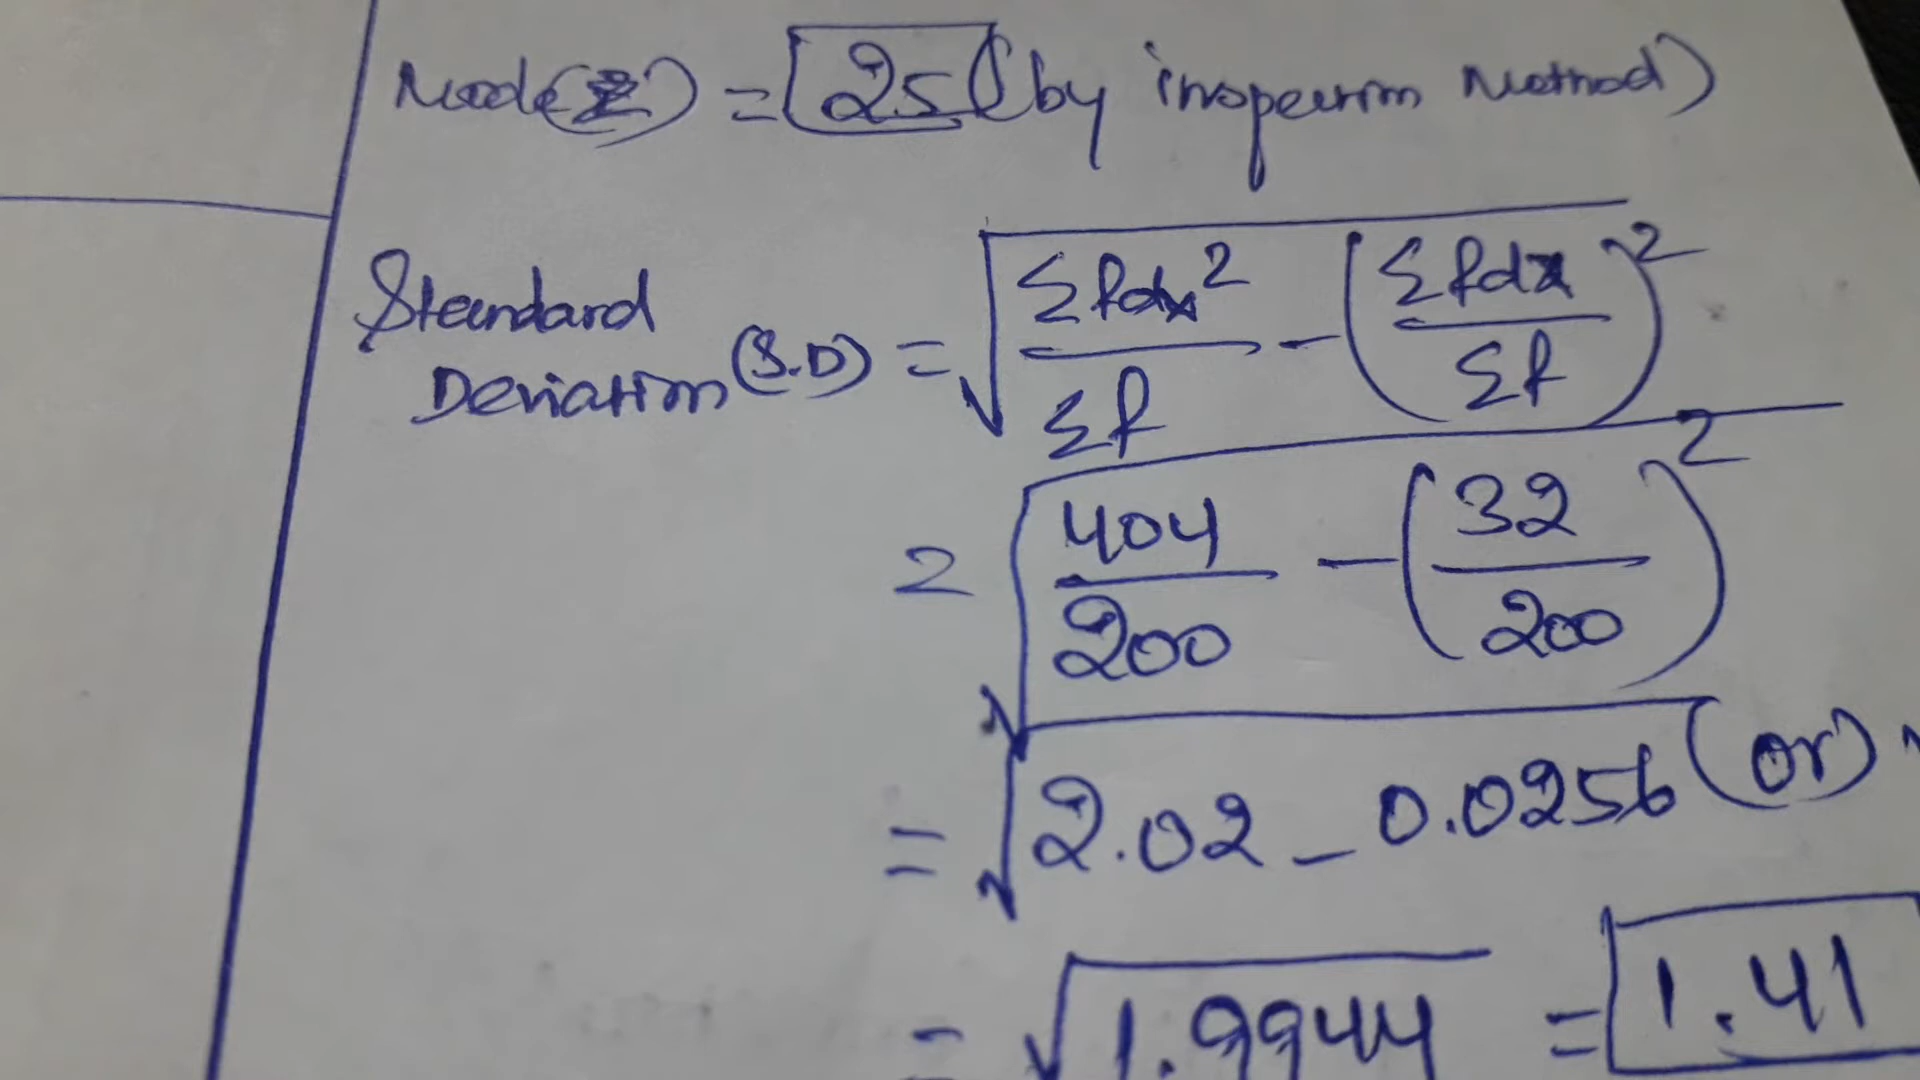 Mode(Z) = 25 (by inspection Method)
Standard Deviation (S.D) = √(Σfdx²/Σf - (Σfdx/Σf)²)
= √(404/200 - (32/200)²)
= √(2.02 - 0.0256) (or)
= √1.9944 = 1.41